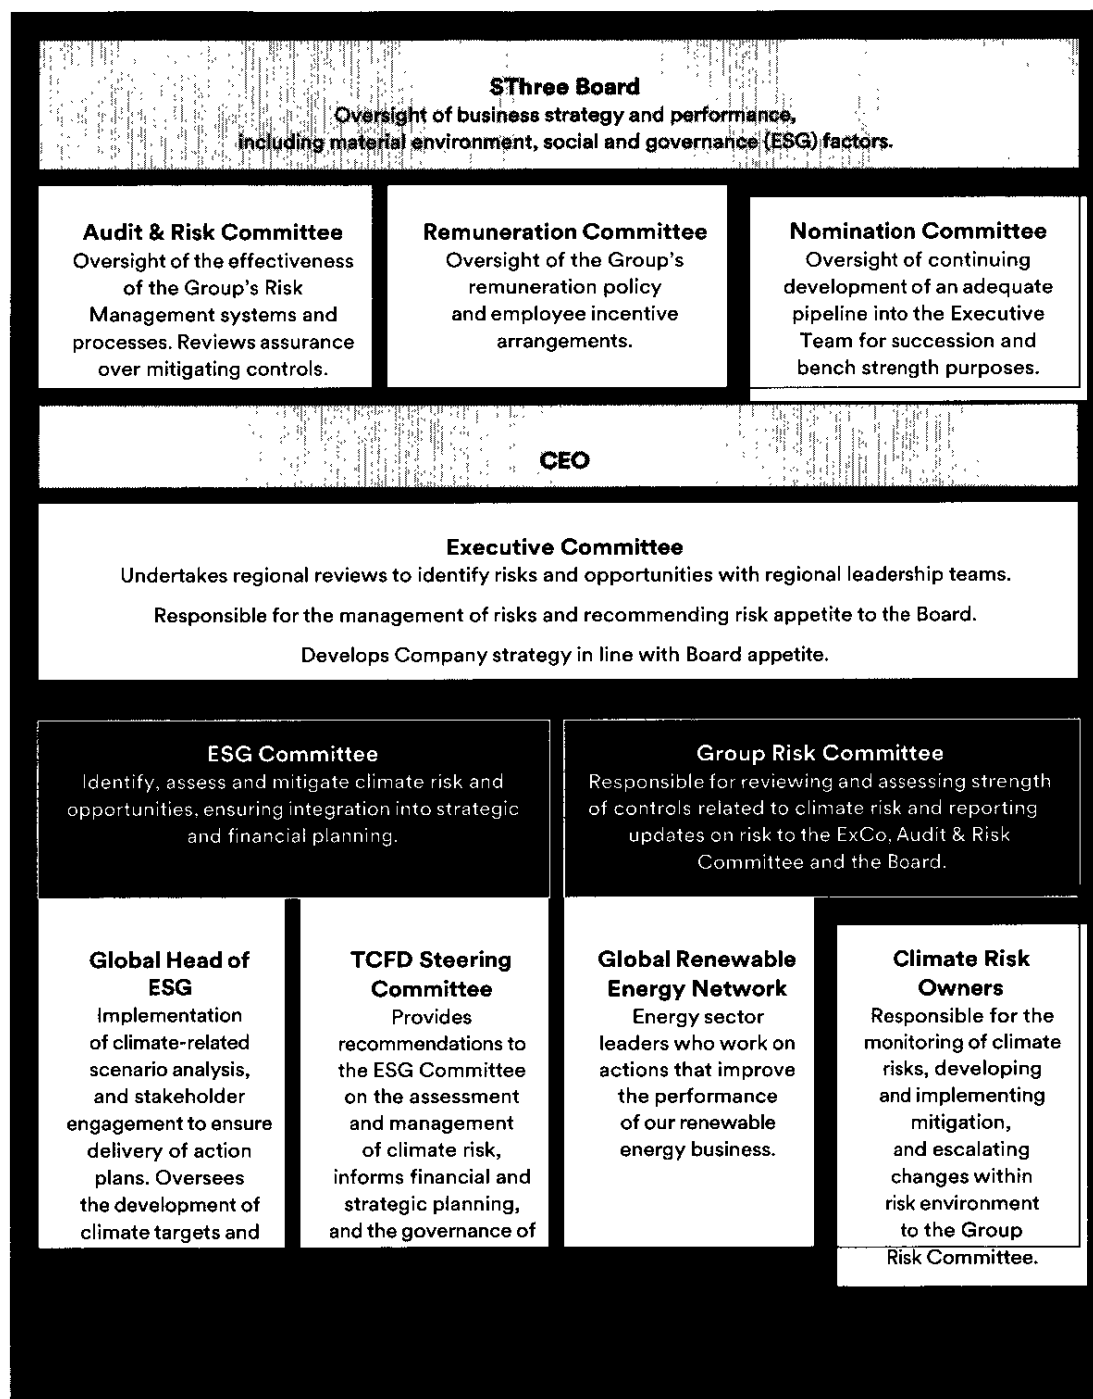 SThree Board
Oversight of business strategy and performance,
including material environment, social and governance (ESG) factors.
Audit & Risk Committee
Oversight of the effectiveness
of the Group's Risk
Management systems and
processes. Reviews assurance
over mitigating controls.
Remuneration Committee
Oversight of the Group's
remuneration policy
and employee incentive
arrangements.
Nomination Committee
Oversight of continuing
development of an adequate
pipeline into the Executive
Team for succession and
bench strength purposes.
CEO
Executive Committee
Undertakes regional reviews to identify risks and opportunities with regional leadership teams.
Responsible for the management of risks and recommending risk appetite to the Board.
Develops Company strategy in line with Board appetite.
ESG Committee
Identify, assess and mitigate climate risk and
opportunities, ensuring integration into strategic
and financial planning.
Group Risk Committee
Responsible for reviewing and assessing strength
of controls related to climate risk and reporting
updates on risk to the ExCo, Audit & Risk
Committee and the Board.
Global Head of
ESG
Implementation
of climate-related
scenario analysis,
and stakeholder
engagement to ensure
delivery of action
plans. Oversees
the development of
climate targets and
TCFD Steering
Committee
Provides
recommendations to
the ESG Committee
on the assessment
and management
of climate risk,
informs financial and
strategic planning,
and the governance of
Global Renewable
Energy Network
Energy sector
leaders who work on
actions that improve
the performance
of our renewable
energy business.
Climate Risk
Owners
Responsible for the
monitoring of climate
risks, developing
and implementing
mitigation,
and escalating
changes within
risk environment
to the Group
Risk Committee.